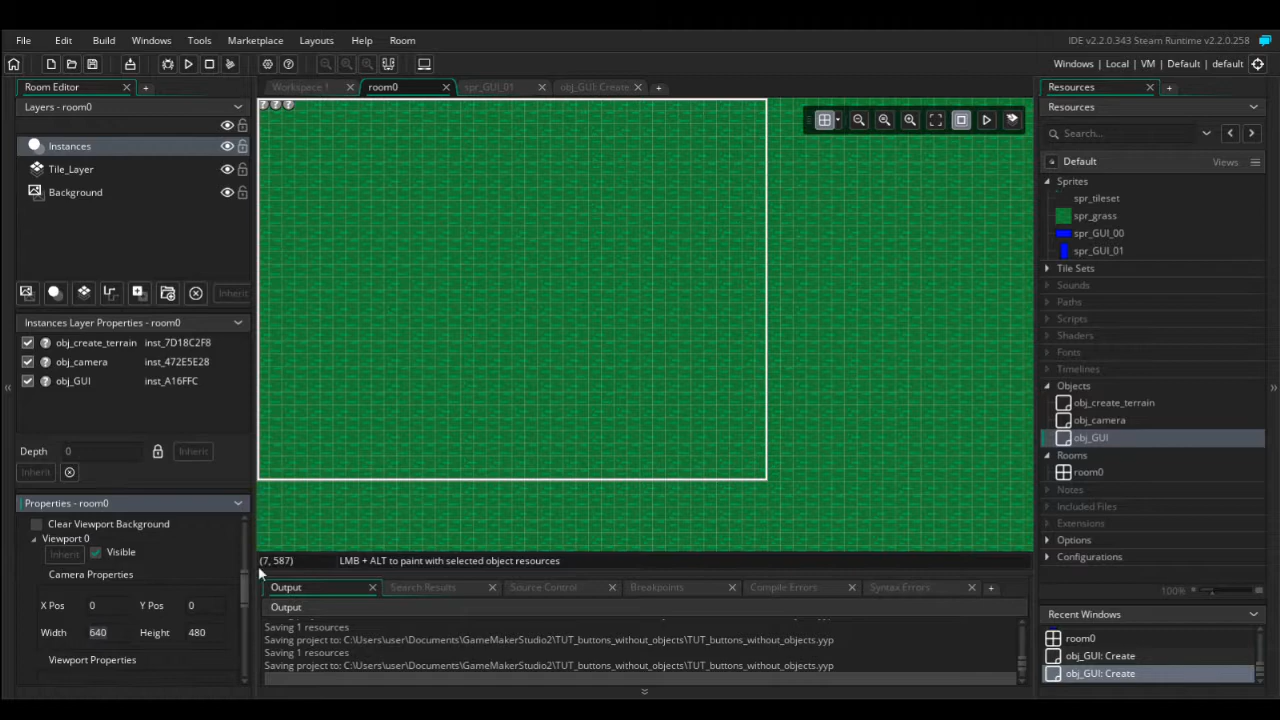 File Edit Build Windows Tools Marketplace Layouts Help Room
IDE v2.2.0.343 Steam Runtime v2.2.0.258
Windows | Local | VM | Default | default
Room Editor
Workspace 1
room0
spr_GUI_01
obj_GUI: Create
Resources
Layers - room0
Resources
Search...
Instances
Tile_Layer
Background
Default
Views
Sprites
spr_tileset
spr_grass
spr_GUI_00
spr_GUI_01
Tile Sets
Sounds
Paths
Scripts
Shaders
Fonts
Timelines
Objects
obj_create_terrain
obj_camera
obj_GUI
Rooms
room0
Notes
Included Files
Extensions
Options
Configurations
100%
Inherit
Instances Layer Properties - room0
obj_create_terrain inst_7D18C2F8
obj_camera inst_472E5E28
obj_GUI inst_A16FFC
Depth 0 Inherit
Inherit
Properties - room0
Clear Viewport Background
Viewport 0
Inherit Visible
Camera Properties
X Pos 0 Y Pos 0
Width 640 Height 480
Viewport Properties
(7, 587) LMB + ALT to paint with selected object resources
Output Search Results Source Control Breakpoints Compile Errors Syntax Errors
Output
Saving 1 resources
Saving project to: C:\Users\user\Documents\GameMakerStudio2\TUT_buttons_without_objects\TUT_buttons_without_objects.yyp
Saving 1 resources
Saving project to: C:\Users\user\Documents\GameMakerStudio2\TUT_buttons_without_objects\TUT_buttons_without_objects.yyp
Recent Windows
room0
obj_GUI: Create
obj_GUI: Create